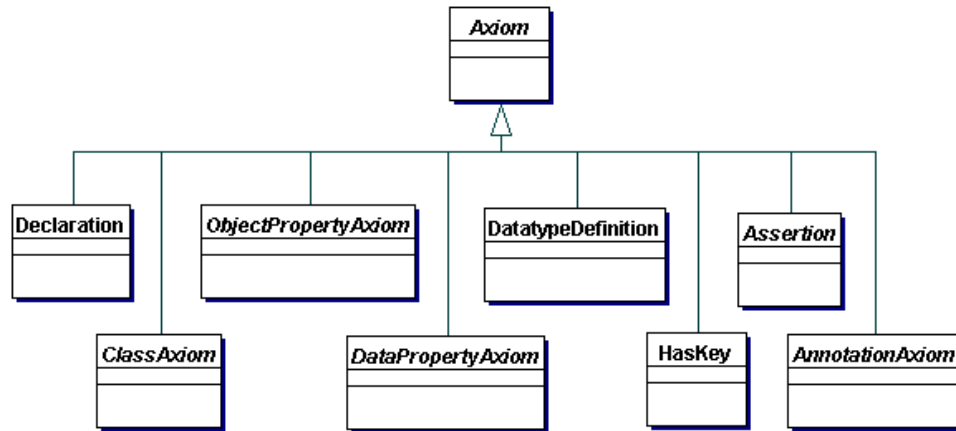 Axiom
Declaration
ObjectPropertyAxiom
DatatypeDefinition
Assertion
ClassAxiom
DataPropertyAxiom
HasKey
AnnotationAxiom